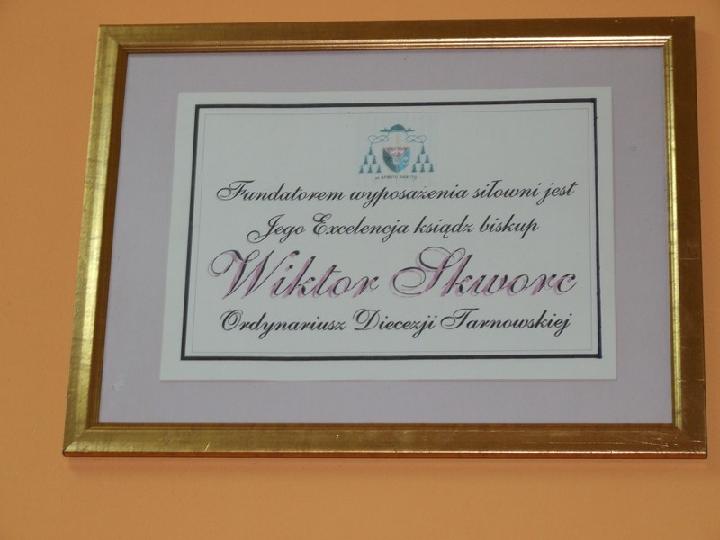 Fundatorem wyposażenia siłowni jest
Jego Excelencja ksiądz biskup
Wiktor Skworc
Ordynariusz Diecezji Tarnowskiej